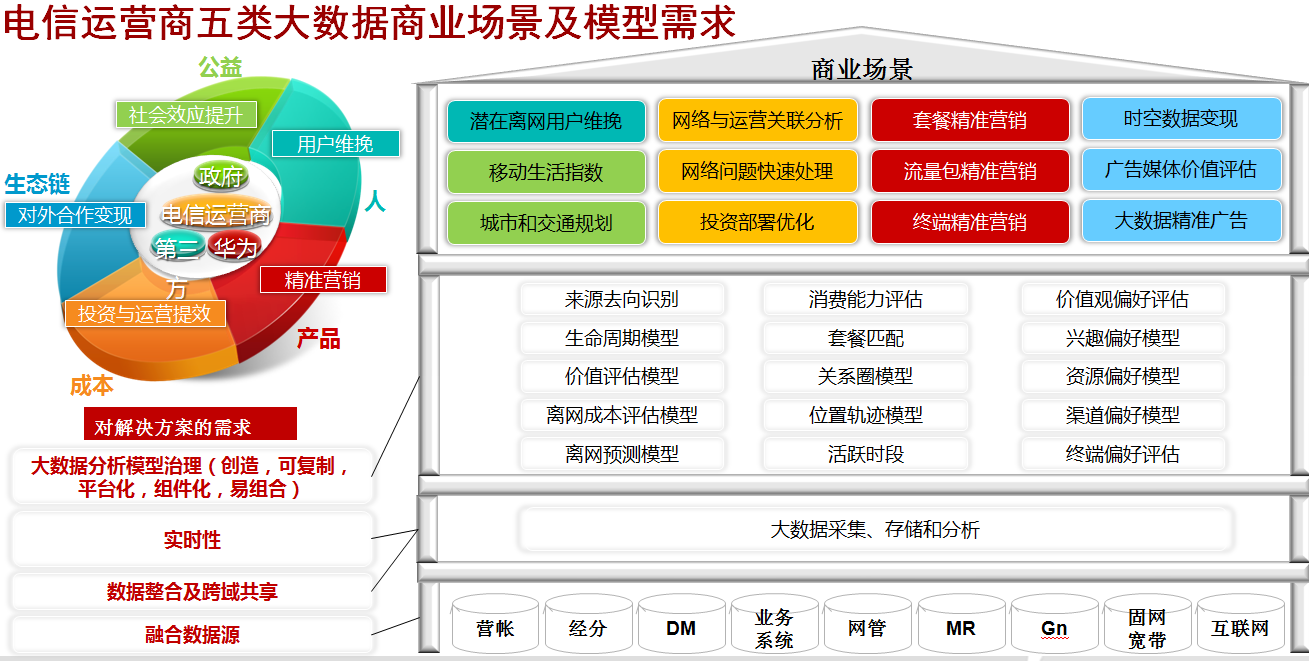 电信运营商五类大数据商业场景及模型需求
公益
社会效应提升
用户维挽
人
生态链
对外合作变现
政府
电信运营商
第三
方
华为
精准营销
产品
投资与运营提效
成本
对解决方案的需求
大数据分析模型治理（创造，可复制，
平台化，组件化，易组合）
实时性
数据整合及跨域共享
融合数据源
商业场景
潜在离网用户维挽
网络与运营关联分析
套餐精准营销
时空数据变现
移动生活指数
网络问题快速处理
流量包精准营销
广告媒体价值评估
城市和交通规划
投资部署优化
终端精准营销
大数据精准广告
来源去向识别
消费能力评估
价值观偏好评估
生命周期模型
套餐匹配
兴趣偏好模型
价值评估模型
关系圈模型
资源偏好模型
离网成本评估模型
位置轨迹模型
渠道偏好模型
离网预测模型
活跃时段
终端偏好评估
大数据采集、存储和分析
营帐
经分
DM
业务
系统
网管
MR
Gn
固网
宽带
互联网